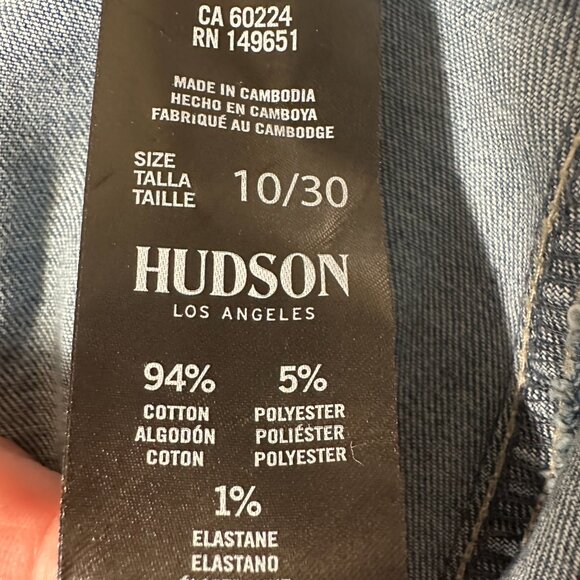 CA 60224
RN 149651
MADE IN CAMBODIA
HECHO EN CAMBOYA
FABRIQUÉ AU CAMBODGE
SIZE
TALLA
TAILLE
10/30
HUDSON
LOS ANGELES
94% 5%
COTTON POLYESTER
ALGODÓN POLIÉSTER
COTON POLYESTER
1%
ELASTANE
ELASTANO